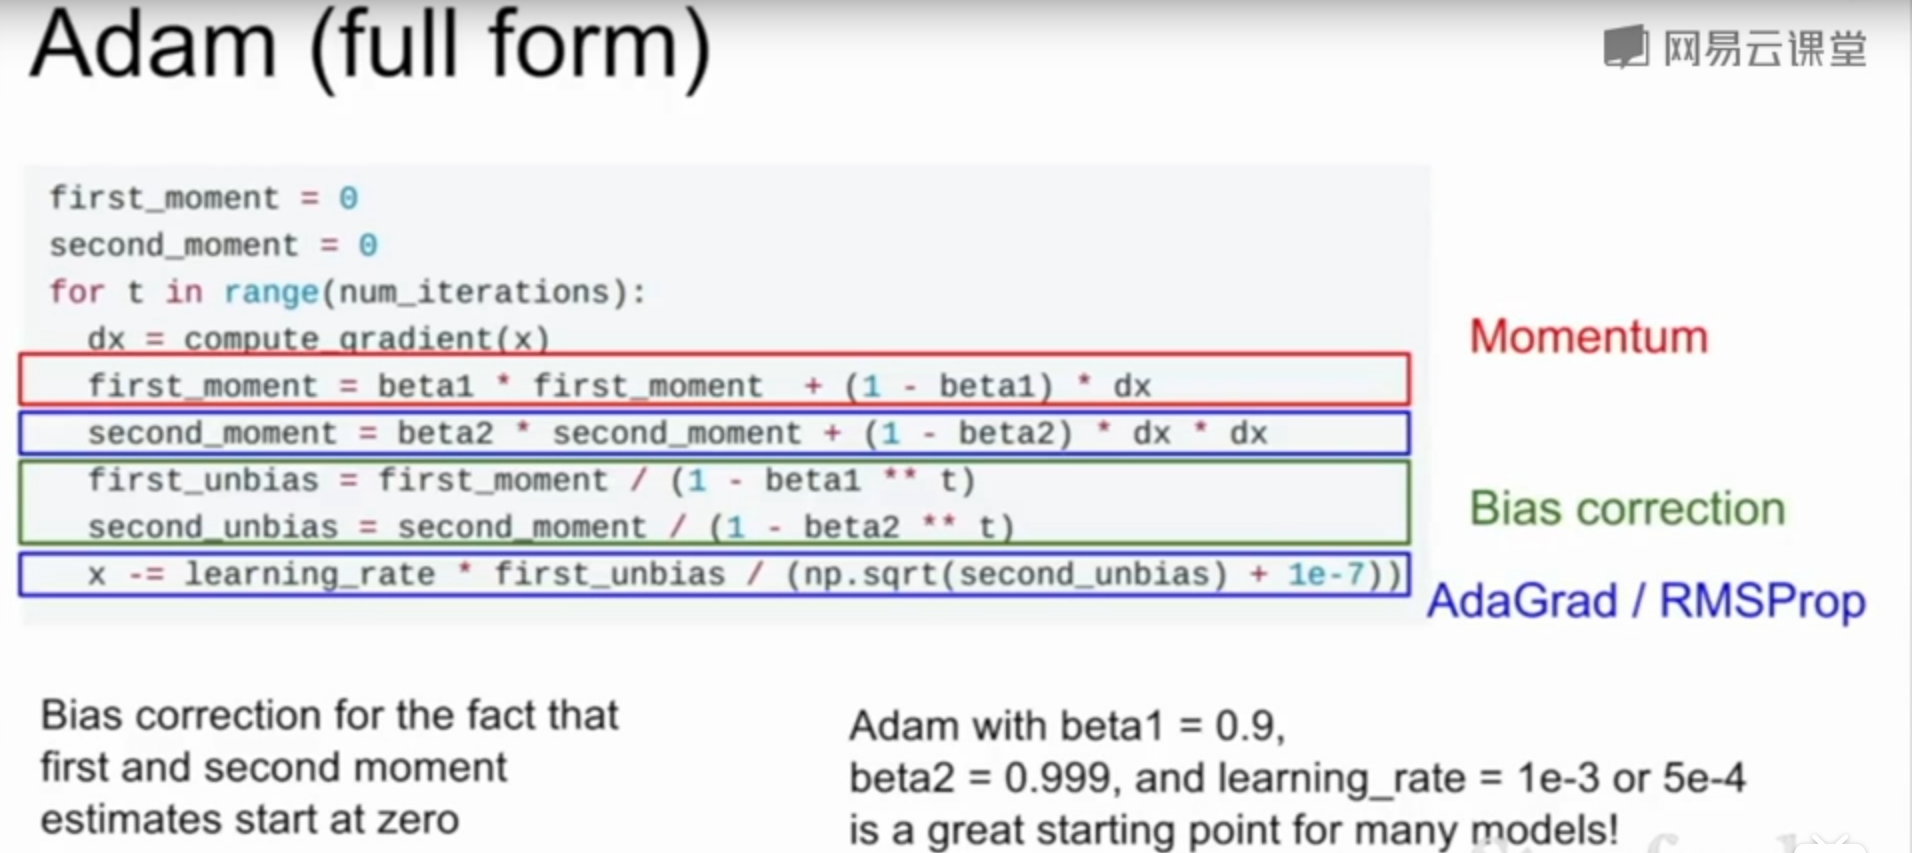 Adam (full form)
网易云课堂
first_moment = 0
second_moment = 0
for t in range(num_iterations):
dx = compute_gradient(x)
first_moment = beta1 * first_moment + (1 - beta1) * dx
second_moment = beta2 * second_moment + (1 - beta2) * dx * dx
first_unbias = first_moment / (1 - beta1 ** t)
second_unbias = second_moment / (1 - beta2 ** t)
x -= learning_rate * first_unbias / (np.sqrt(second_unbias) + 1e-7))
Momentum
Bias correction
AdaGrad / RMSProp
Bias correction for the fact that
first and second moment
estimates start at zero
Adam with beta1 = 0.9,
beta2 = 0.999, and learning_rate = 1e-3 or 5e-4
is a great starting point for many models!